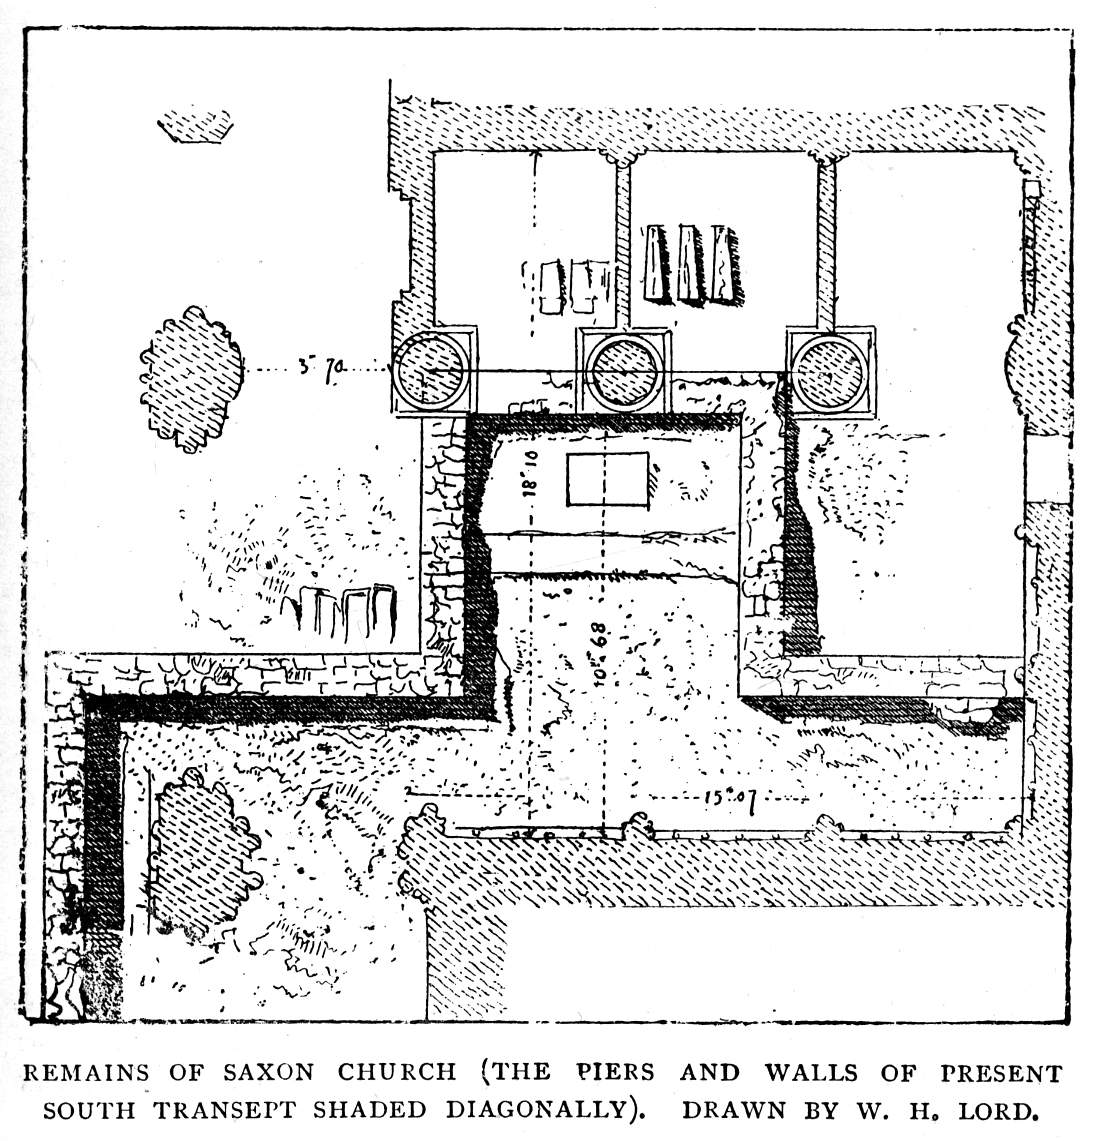 3" 70
18" 10
10" 68
15" 07
REMAINS OF SAXON CHURCH (THE PIERS AND WALLS OF PRESENT
SOUTH TRANSEPT SHADED DIAGONALLY). DRAWN BY W. H. LORD.